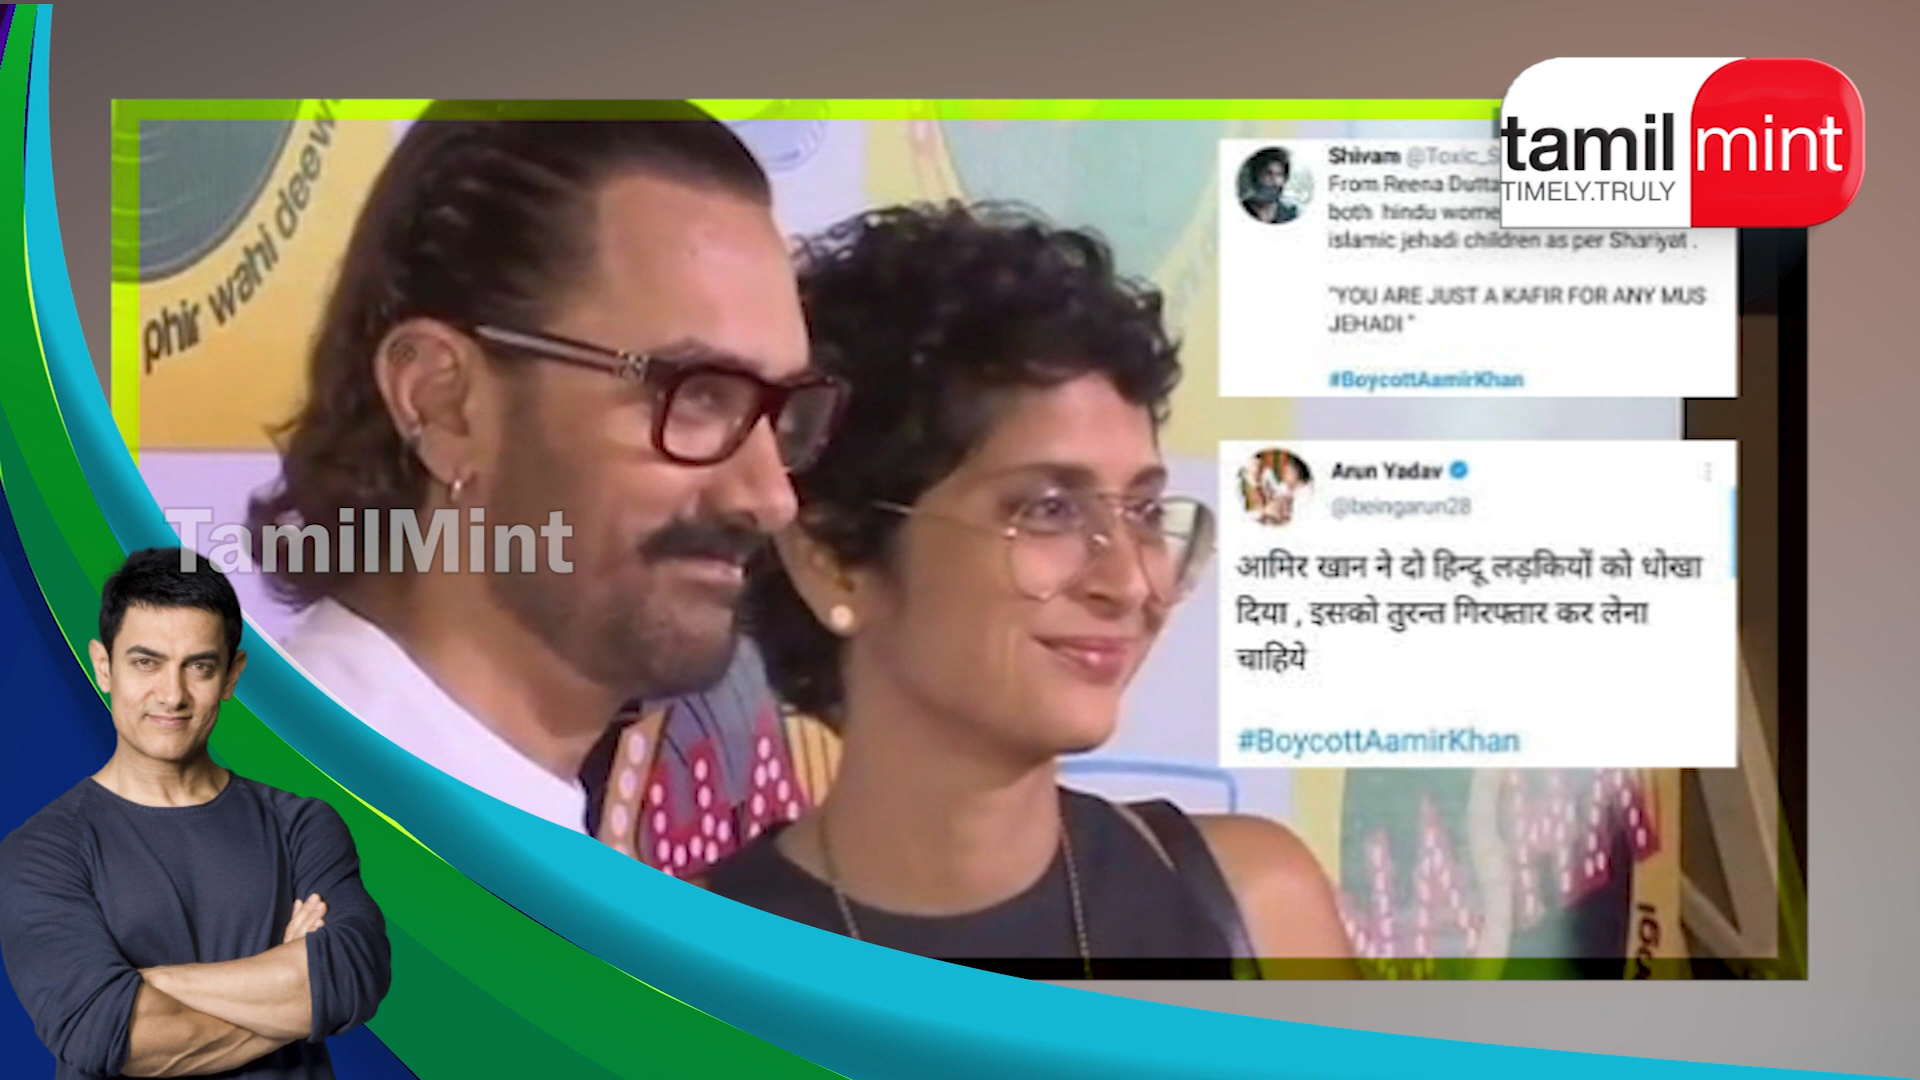 phir wahi deew
tamil mint
TIMELY.TRULY
Shivam @Toxic_S
From Reena Dutta
both hindu wome
islamic jehadi children as per Shariyat .
"YOU ARE JUST A KAFIR FOR ANY MUS
JEHADI "
#BoycottAamirKhan
Arun Yadav
@beingarun28
आमिर खान ने दो हिन्दू लड़कियों को धोखा
दिया , इसको तुरन्त गिरफ्तार कर लेना
चाहिये
#BoycottAamirKhan
TamilMint